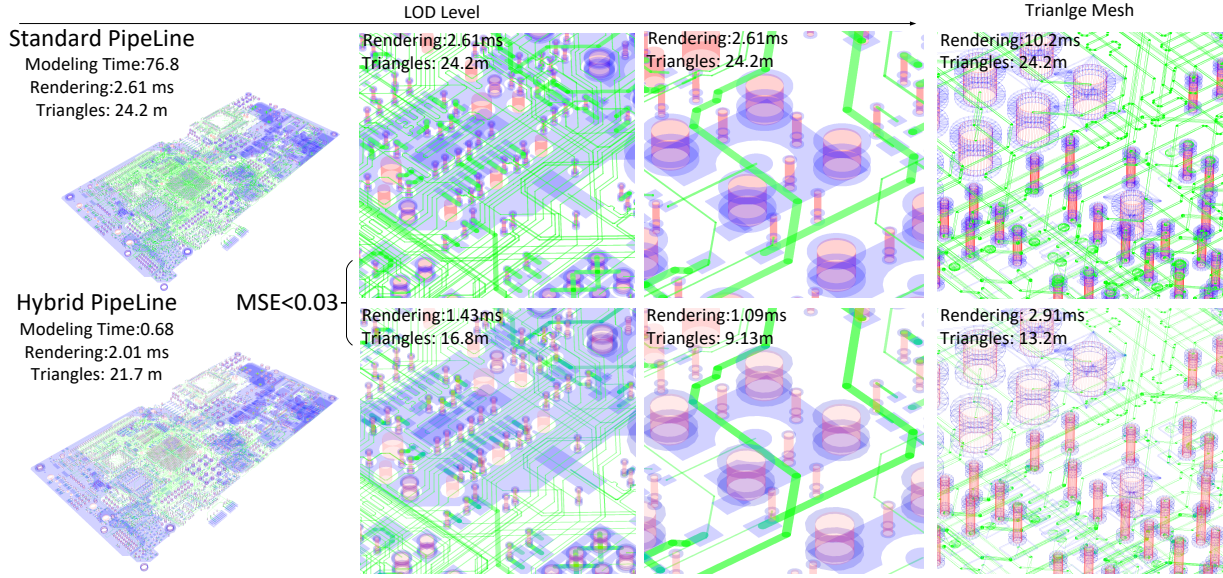 LOD Level
Trianlge Mesh
Standard PipeLine
Modeling Time:76.8
Rendering:2.61 ms
Triangles: 24.2 m
Rendering:2.61ms
Triangles: 24.2m
Rendering:2.61ms
Triangles: 24.2m
Rendering:10.2ms
Triangles: 24.2m
Hybrid PipeLine
Modeling Time:0.68
Rendering:2.01 ms
Triangles: 21.7 m
MSE<0.03
Rendering:1.43ms
Triangles: 16.8m
Rendering:1.09ms
Triangles: 9.13m
Rendering: 2.91ms
Triangles: 13.2m